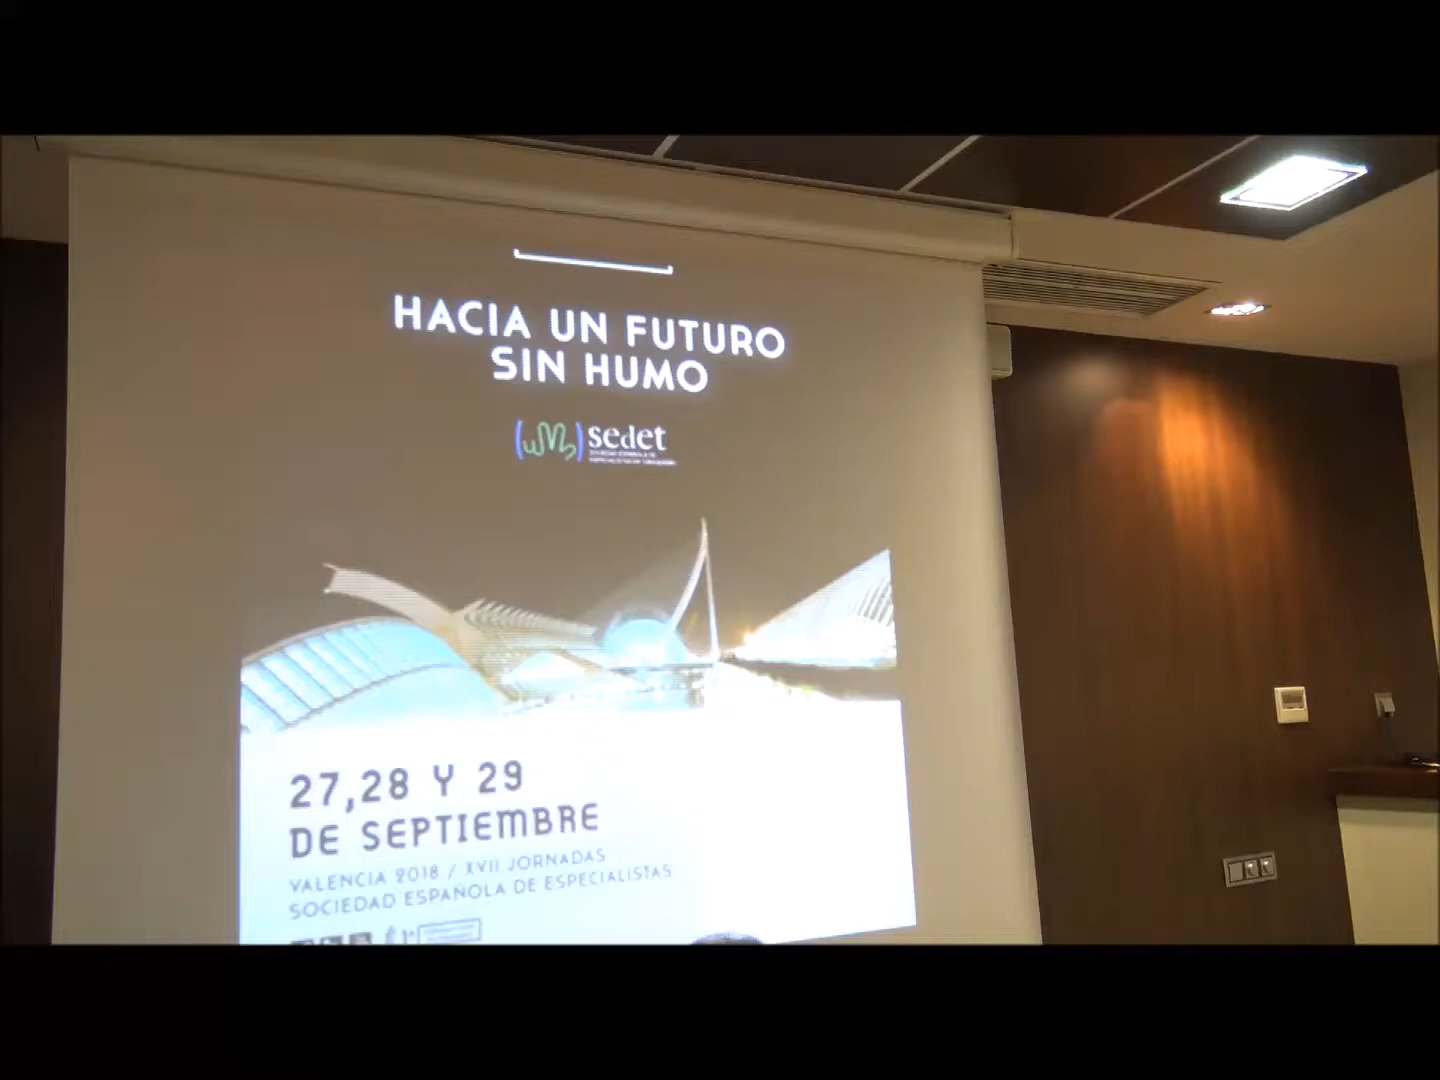 HACIA UN FUTURO
SIN HUMO
sedet
27,28 Y 29
DE SEPTIEMBRE
VALENCIA 2018 / XVII JORNADAS
SOCIEDAD ESPAÑOLA DE ESPECIALISTAS